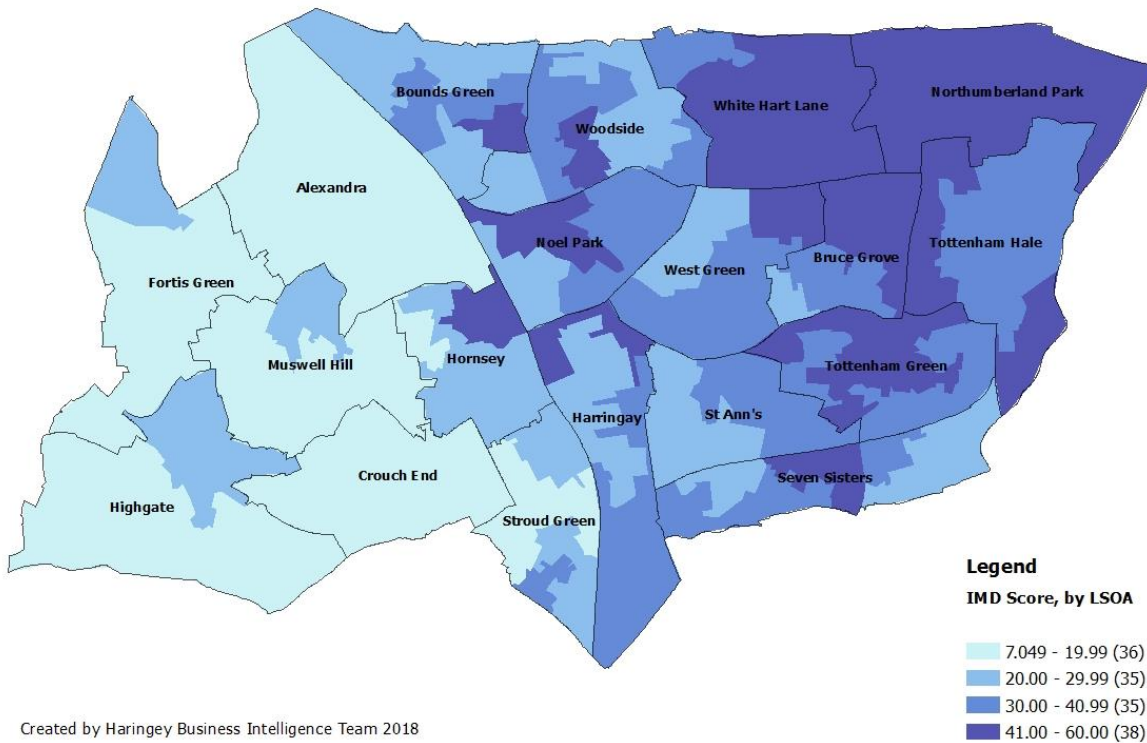 Bounds Green
White Hart Lane
Northumberland Park
Woodside
Alexandra
Noel Park
West Green
Bruce Grove
Tottenham Hale
Fortis Green
Muswell Hill
Hornsey
Tottenham Green
Harringay
St Ann's
Crouch End
Seven Sisters
Highgate
Stroud Green
Legend
IMD Score, by LSOA
7.049 - 19.99 (36)
20.00 - 29.99 (35)
30.00 - 40.99 (35)
41.00 - 60.00 (38)
Created by Haringey Business Intelligence Team 2018